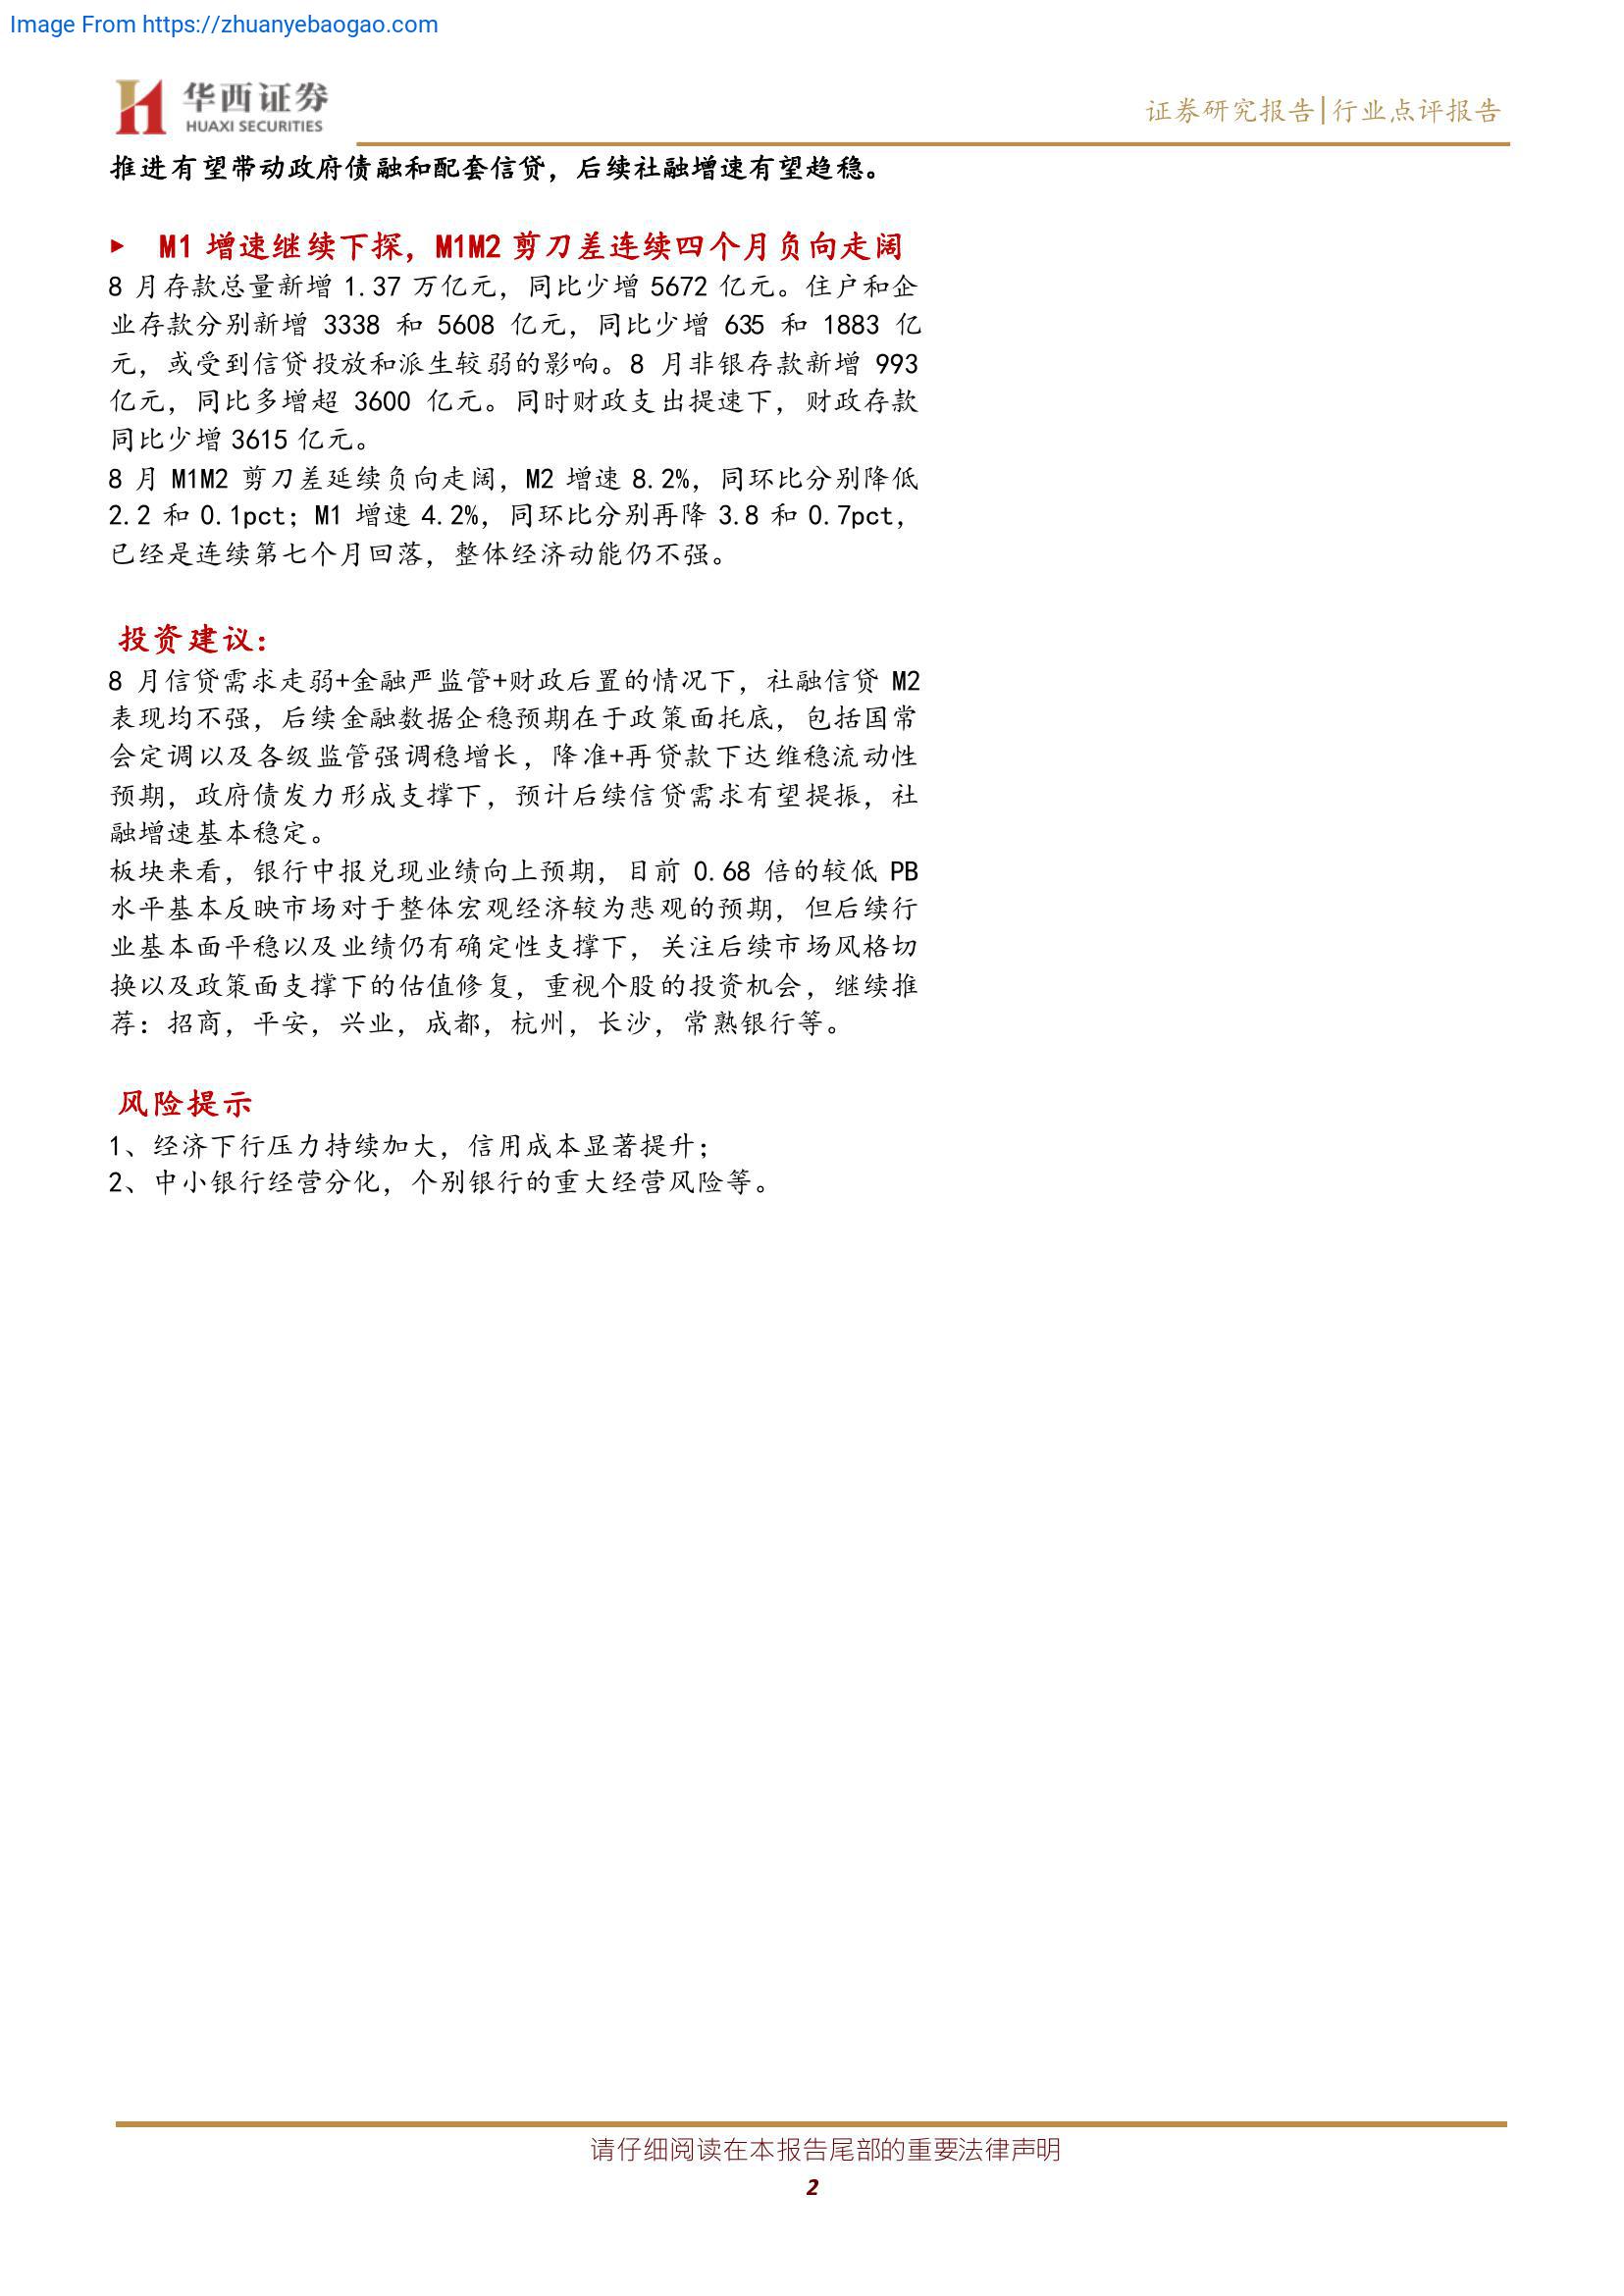 Image From https://zhuanyebaogao.com
华西证券
HUAXI SECURITIES
证券研究报告|行业点评报告
推进有望带动政府债融和配套信贷，后续社融增速有望趋稳。
► M1 增速继续下探，M1M2 剪刀差连续四个月负向走阔
8 月存款总量新增 1.37 万亿元，同比少增 5672 亿元。住户和企
业存款分别新增 3338 和 5608 亿元，同比少增 635 和 1883 亿
元，或受到信贷投放和派生较弱的影响。8 月非银存款新增 993
亿元，同比多增超 3600 亿元。同时财政支出提速下，财政存款
同比少增 3615 亿元。
8 月 M1M2 剪刀差延续负向走阔，M2 增速 8.2%，同环比分别降低
2.2 和 0.1pct；M1 增速 4.2%，同环比分别再降 3.8 和 0.7pct，
已经是连续第七个月回落，整体经济动能仍不强。
投资建议：
8 月信贷需求走弱+金融严监管+财政后置的情况下，社融信贷 M2
表现均不强，后续金融数据企稳预期在于政策面托底，包括国常
会定调以及各级监管强调稳增长，降准+再贷款下达维稳流动性
预期，政府债发力形成支撑下，预计后续信贷需求有望提振，社
融增速基本稳定。
板块来看，银行中报兑现业绩向上预期，目前 0.68 倍的较低 PB
水平基本反映市场对于整体宏观经济较为悲观的预期，但后续行
业基本面平稳以及业绩仍有确定性支撑下，关注后续市场风格切
换以及政策面支撑下的估值修复，重视个股的投资机会，继续推
荐：招商，平安，兴业，成都，杭州，长沙，常熟银行等。
风险提示
1、经济下行压力持续加大，信用成本显著提升；
2、中小银行经营分化，个别银行的重大经营风险等。
请仔细阅读在本报告尾部的重要法律声明
2